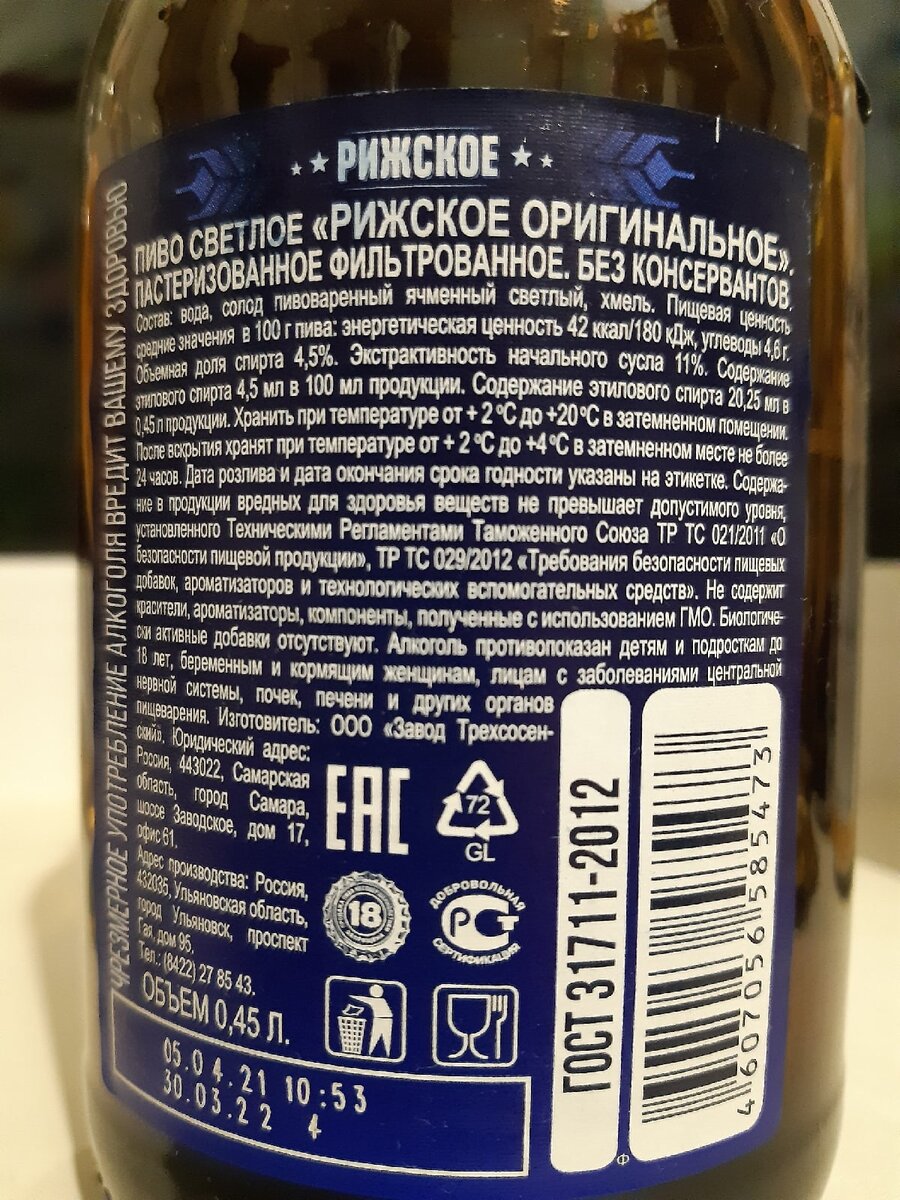 РИЖСКОЕ
ПИВО СВЕТЛОЕ «РИЖСКОЕ ОРИГИНАЛЬНОЕ».
ПАСТЕРИЗОВАННОЕ ФИЛЬТРОВАННОЕ. БЕЗ КОНСЕРВАНТОВ.
Состав: вода, солод пивоваренный ячменный светлый, хмель. Пищевая ценность
средние значения в 100 г пива: энергетическая ценность 42 ккал/180 кДж, углеводы 4,6 г.
Объемная доля спирта 4,5%. Экстрактивность начального сусла 11%. Содержание
этилового спирта 4,5 мл в 100 мл продукции. Содержание этилового спирта 20,25 мл в
0,45 л продукции. Хранить при температуре от + 2 °С до +20 °С в затемненном помещении.
После вскрытия хранят при температуре от + 2 °С до +4 °С в затемненном месте не более
24 часов. Дата розлива и дата окончания срока годности указаны на этикетке. Содержа-
ние в продукции вредных для здоровья веществ не превышает допустимого уровня,
установленного Техническими Регламентами Таможенного Союза ТР ТС 021/2011 «О
безопасности пищевой продукции», ТР ТС 029/2012 «Требования безопасности пищевых
добавок, ароматизаторов и технологических вспомогательных средств». Не содержит
красители, ароматизаторы, компоненты, полученные с использованием ГМО. Биологиче-
ски активные добавки отсутствуют. Алкоголь противопоказан детям и подросткам до
18 лет, беременным и кормящим женщинам, лицам с заболеваниями центральной
нервной системы, почек, печени и других органов
пищеварения. Изготовитель: ООО «Завод Трехсосен-
ский». Юридический адрес:
Россия, 443022, Самарская
область, город Самара,
шоссе Заводское, дом 17,
офис 61.
Адрес производства: Россия,
432035, Ульяновская область,
город Ульяновск, проспект
Гая, дом 95.
Тел.: (8422) 27 85 43.
ОБЪЕМ 0,45 Л.
ЧРЕЗМЕРНОЕ УПОТРЕБЛЕНИЕ АЛКОГОЛЯ ВРЕДИТ ВАШЕМУ ЗДОРОВЬЮ
EAC
72
GL
18
ДОБРОВОЛЬНАЯ
РСТ
СЕРТИФИКАЦИЯ
ГОСТ 31711-2012
4 607056 585473
05.04.21 10:53
30.03.22 4
Ф